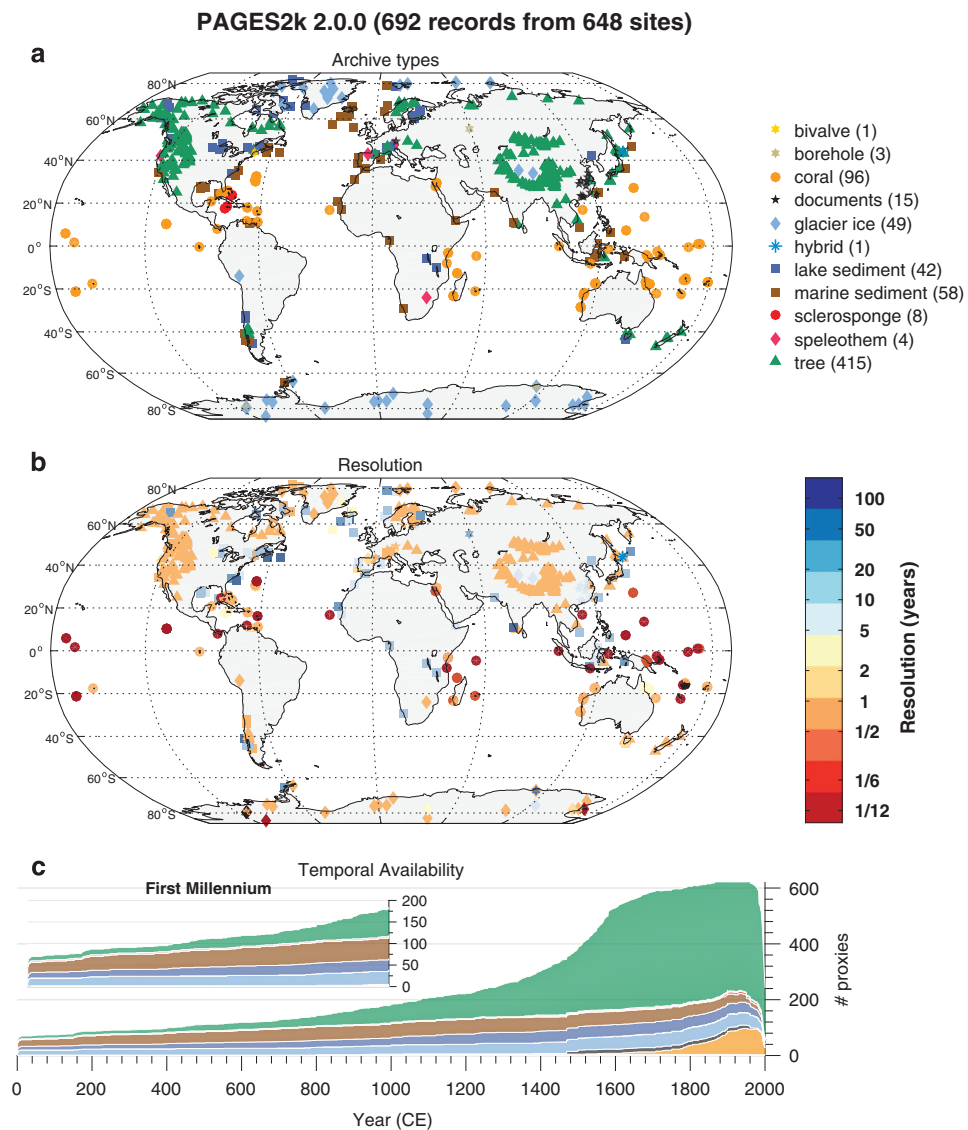 PAGES2k 2.0.0 (692 records from 648 sites)
a
Archive types
80°N
60°N
40°N
20°N
0°
20°S
40°S
60°S
80°S
bivalve (1)
borehole (3)
coral (96)
documents (15)
glacier ice (49)
hybrid (1)
lake sediment (42)
marine sediment (58)
sclerosponge (8)
speleothem (4)
tree (415)
b
Resolution
80°N
60°N
40°N
20°N
0°
20°S
40°S
60°S
80°S
100
50
20
10
5
2
1
1/2
1/6
1/12
Resolution (years)
c
Temporal Availability
First Millennium
200
150
100
50
0
600
400
200
0
# proxies
0 200 400 600 800 1000 1200 1400 1600 1800 2000
Year (CE)